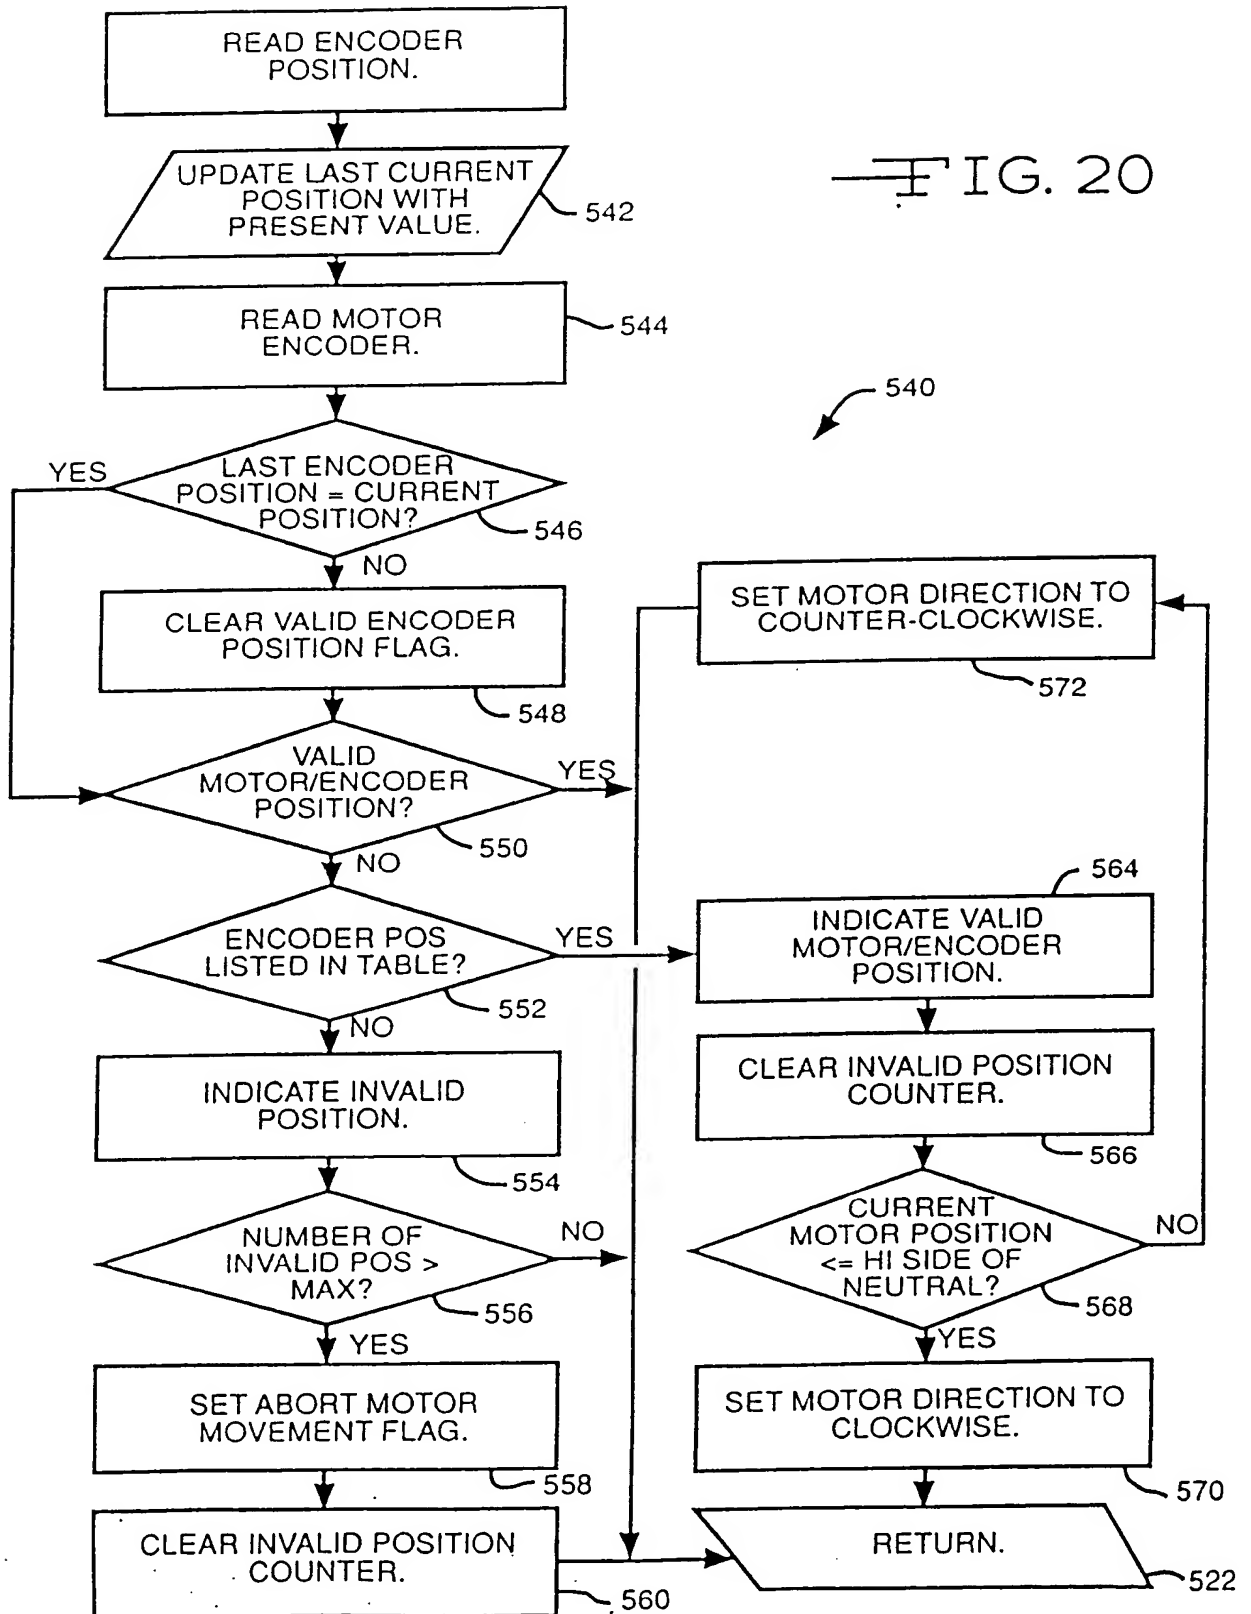 READ ENCODER
POSITION.
UPDATE LAST CURRENT
POSITION WITH
PRESENT VALUE.
542
FIG. 20
READ MOTOR
ENCODER.
544
540
YES
LAST ENCODER
POSITION = CURRENT
POSITION?
546
NO
CLEAR VALID ENCODER
POSITION FLAG.
548
SET MOTOR DIRECTION TO
COUNTER-CLOCKWISE.
572
VALID
MOTOR/ENCODER
POSITION?
YES
550
NO
ENCODER POS
LISTED IN TABLE?
YES
552
NO
564
INDICATE VALID
MOTOR/ENCODER
POSITION.
INDICATE INVALID
POSITION.
554
CLEAR INVALID POSITION
COUNTER.
566
NUMBER OF
INVALID POS >
MAX?
NO
556
YES
CURRENT
MOTOR POSITION
<= HI SIDE OF
NEUTRAL?
NO
568
YES
SET ABORT MOTOR
MOVEMENT FLAG.
558
SET MOTOR DIRECTION TO
CLOCKWISE.
570
CLEAR INVALID POSITION
COUNTER.
560
RETURN.
522